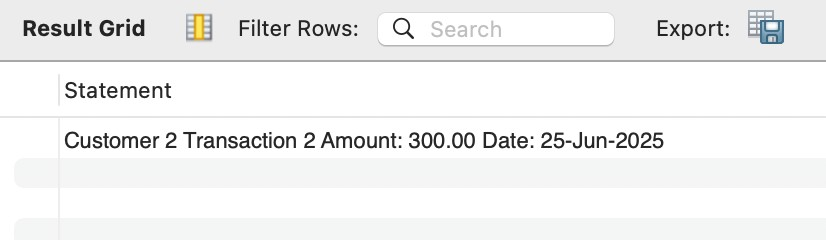 Result Grid Filter Rows: Search Export:
Statement
Customer 2 Transaction 2 Amount: 300.00 Date: 25-Jun-2025